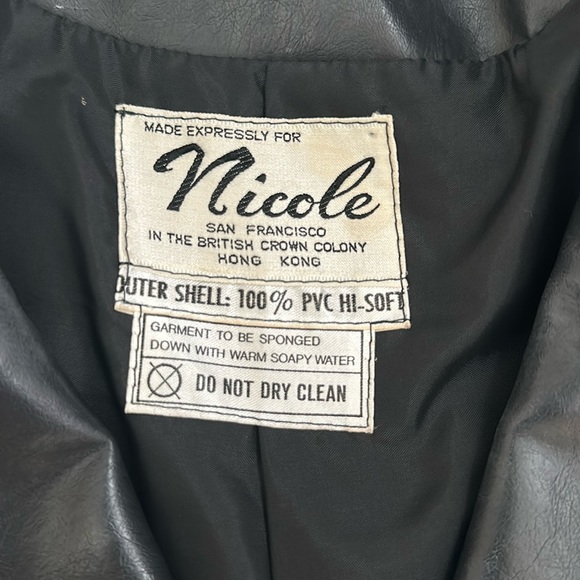 MADE EXPRESSLY FOR
Nicole
SAN FRANCISCO
IN THE BRITISH CROWN COLONY
HONG KONG
OUTER SHELL: 100% PVC HI-SOFT
GARMENT TO BE SPONGED
DOWN WITH WARM SOAPY WATER
DO NOT DRY CLEAN